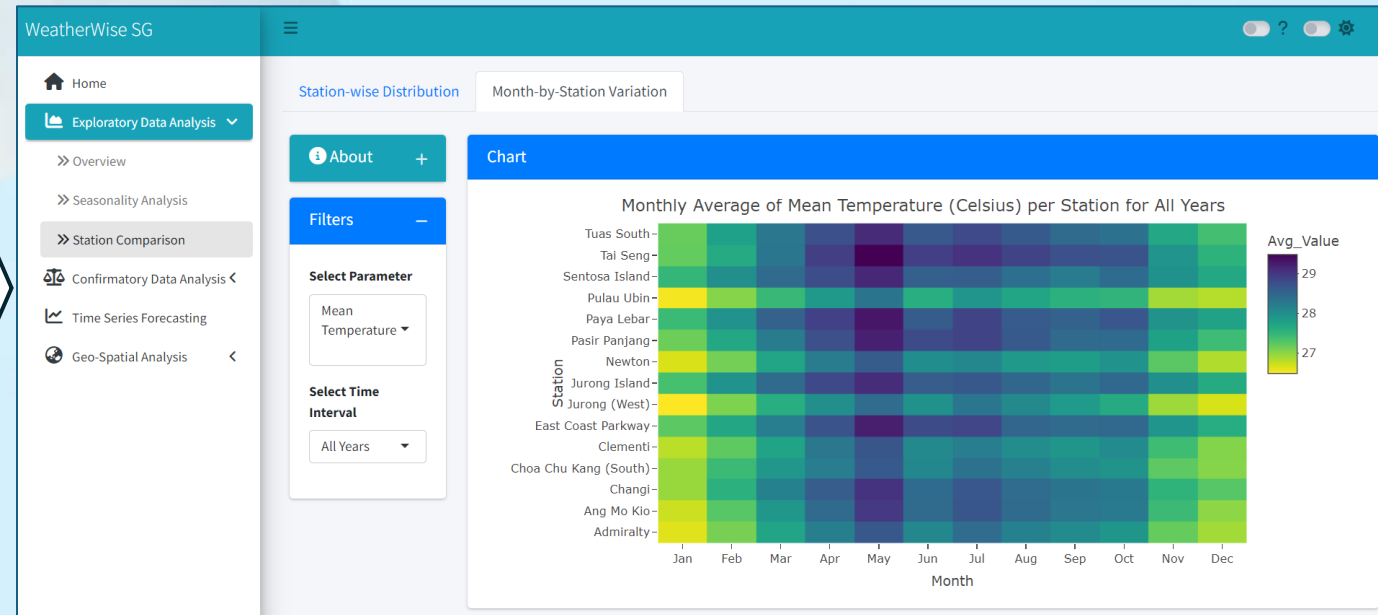 WeatherWise SG
?
Home
Exploratory Data Analysis
Overview
Seasonality Analysis
Station Comparison
Confirmatory Data Analysis
Time Series Forecasting
Geo-Spatial Analysis
Station-wise Distribution
Month-by-Station Variation
About +
Filters −
Select Parameter
Mean
Temperature
Select Time
Interval
All Years
Chart
Monthly Average of Mean Temperature (Celsius) per Station for All Years
Station
Tuas South
Tai Seng
Sentosa Island
Pulau Ubin
Paya Lebar
Pasir Panjang
Newton
Jurong Island
Jurong (West)
East Coast Parkway
Clementi
Choa Chu Kang (South)
Changi
Ang Mo Kio
Admiralty
Jan Feb Mar Apr May Jun Jul Aug Sep Oct Nov Dec
Month
Avg_Value
29
28
27